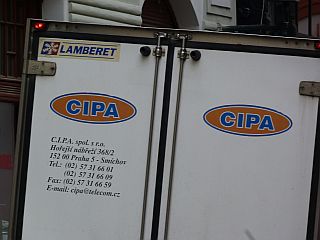 LAMBERET
CIPA
CIPA
C.I.P.A. spol. s r.o.
Hořejší nábřeží 368/2
152 00 Praha 5 - Smíchov
Tel.: (02) 57 31 66 01
(02) 57 31 66 09
Fax: (02) 57 31 66 59
E-mail: cipa@telecom.cz